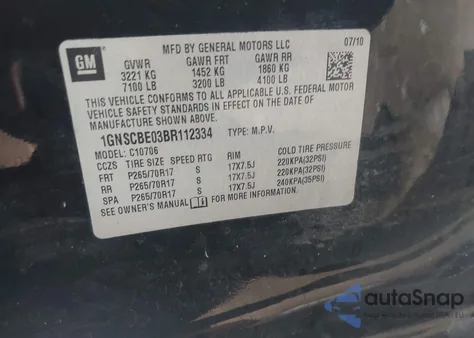 GM
MFD BY GENERAL MOTORS LLC 07/10
GVWR GAWR FRT GAWR RR
3221 KG 1452 KG 1860 KG
7100 LB 3200 LB 4100 LB
THIS VEHICLE CONFORMS TO ALL APPLICABLE U.S. FEDERAL MOTOR
VEHICLE SAFETY STANDARDS IN EFFECT ON THE DATE OF
MANUFACTURE SHOWN ABOVE.
1GNSCBE03BR112334 TYPE: M.P.V.
MODEL: C10706
CCZS TIRE SIZE SPEED RTG RIM COLD TIRE PRESSURE
FRT P265/70R17 S 17X7.5J 220KPA(32PSI)
RR P265/70R17 S 17X7.5J 220KPA(32PSI)
SPA P265/70R17 S 17X7.5J 240KPA(35PSI)
SEE OWNER'S MANUAL FOR MORE INFORMATION.
autoSnap